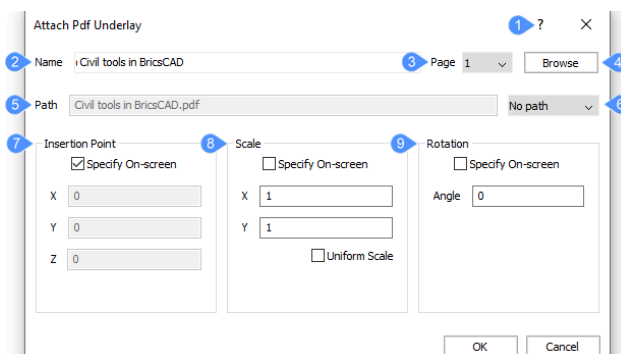 Attach Pdf Underlay 1 ?
2 Name Civil tools in BricsCAD 3 Page 1 Browse 4
5 Path Civil tools in BricsCAD.pdf No path 6
7 Insertion Point 8 Scale 9 Rotation
Specify On-screen Specify On-screen Specify On-screen
X 0 X 1 Angle 0
Y 0 Y 1
Z 0 Uniform Scale
OK Cancel